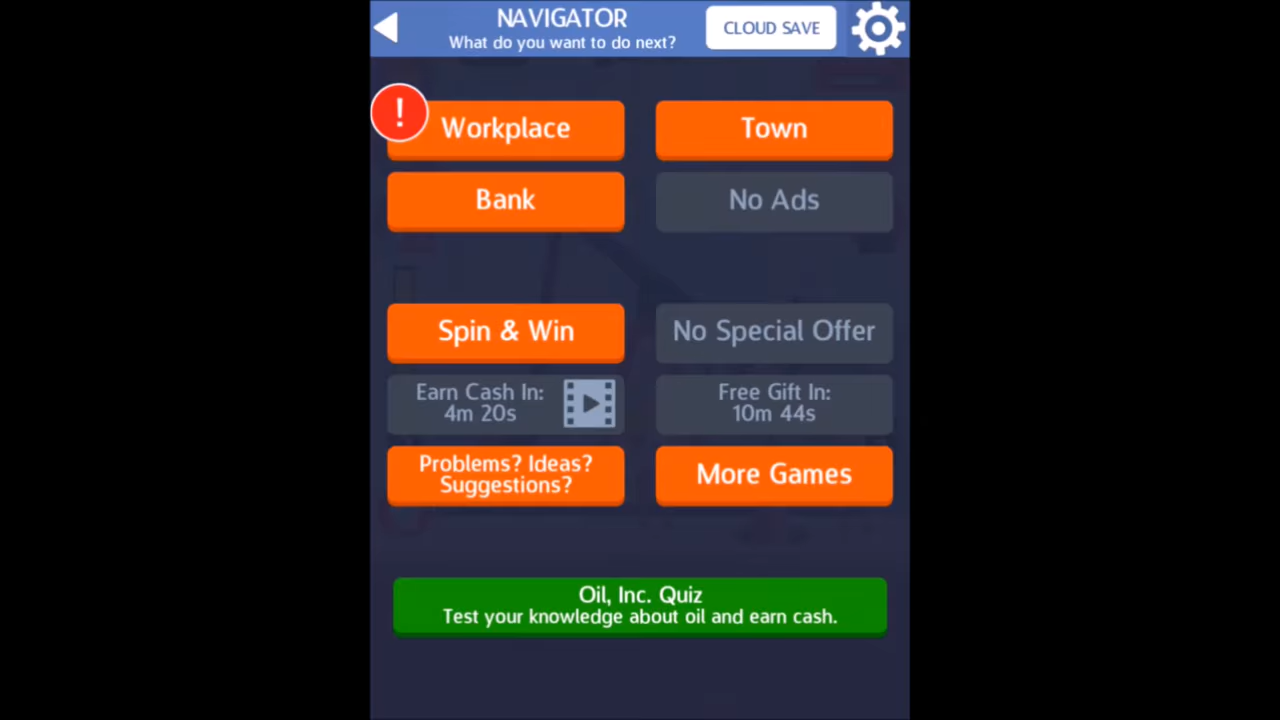 NAVIGATOR
What do you want to do next?
CLOUD SAVE
!
Workplace
Town
Bank
No Ads
Spin & Win
No Special Offer
Earn Cash In:
4m 20s
Free Gift In:
10m 44s
Problems? Ideas?
Suggestions?
More Games
Oil, Inc. Quiz
Test your knowledge about oil and earn cash.